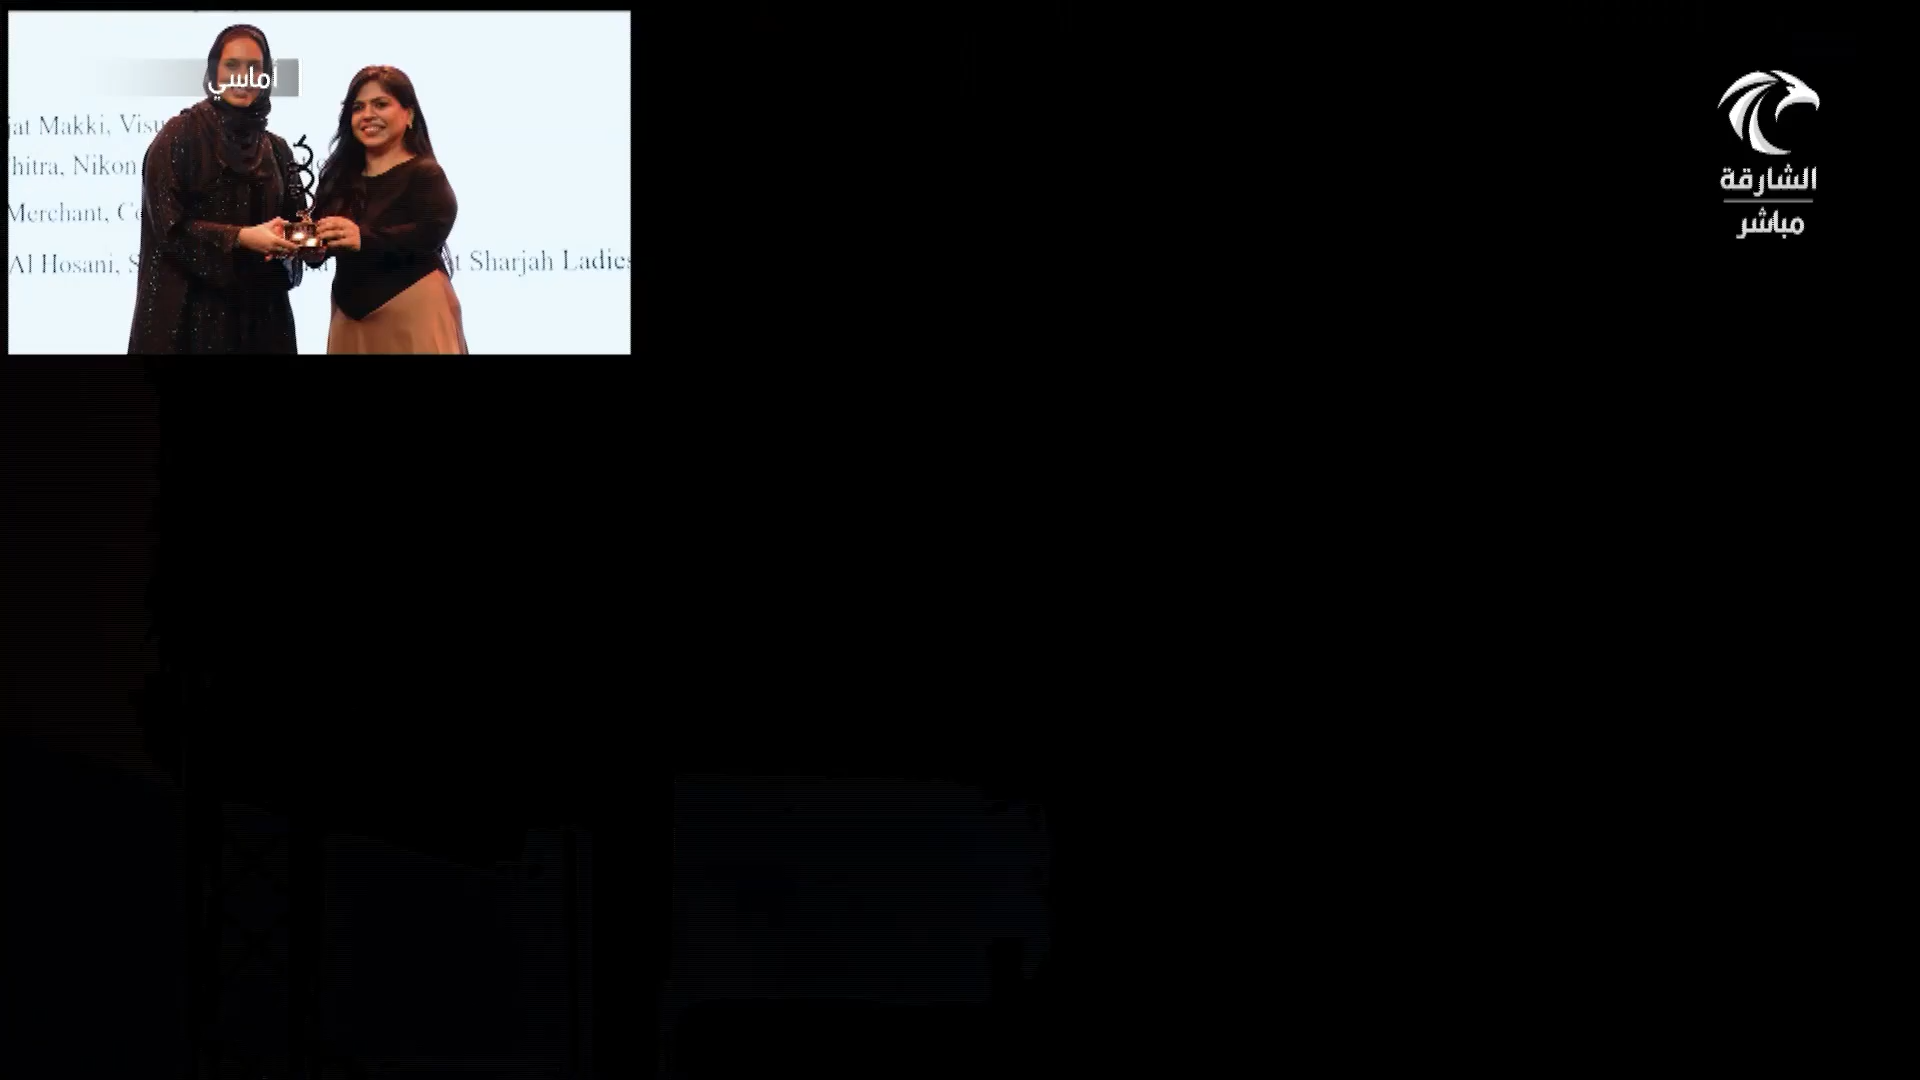 أماسي
jat Makki, Visu
hitra, Nikon
Merchant, Co
Al Hosani, S
t Sharjah Ladies
الشارقة
مباشر